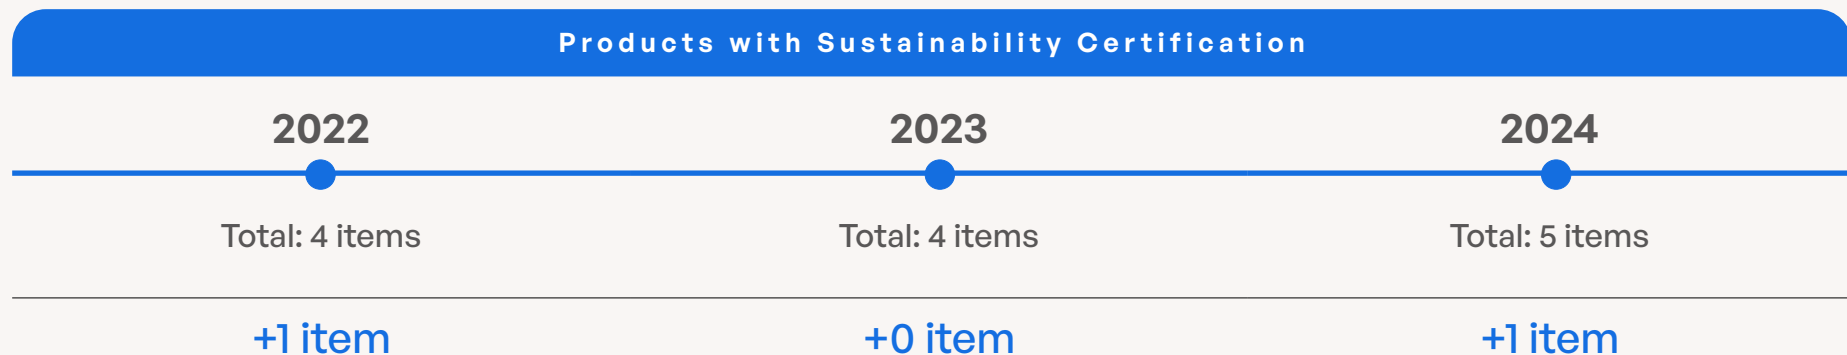 Products with Sustainability Certification
2022 2023 2024
Total: 4 items Total: 4 items Total: 5 items
+1 item +0 item +1 item